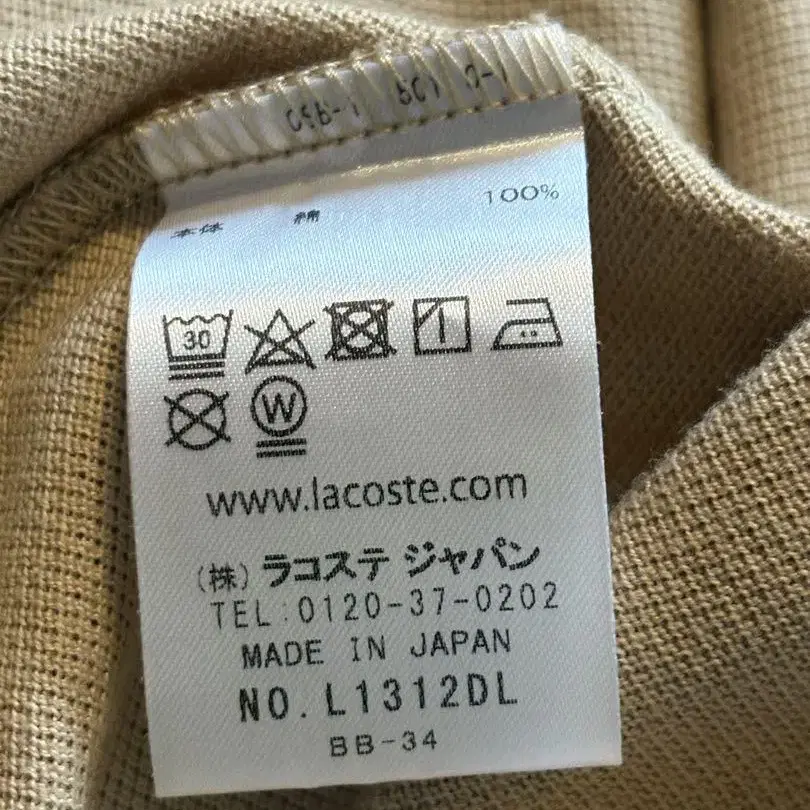 本体 綿 100%
30
W
www.lacoste.com
(株) ラコステ ジャパン
TEL:0120-37-0202
MADE IN JAPAN
NO. L1312DL
BB-34